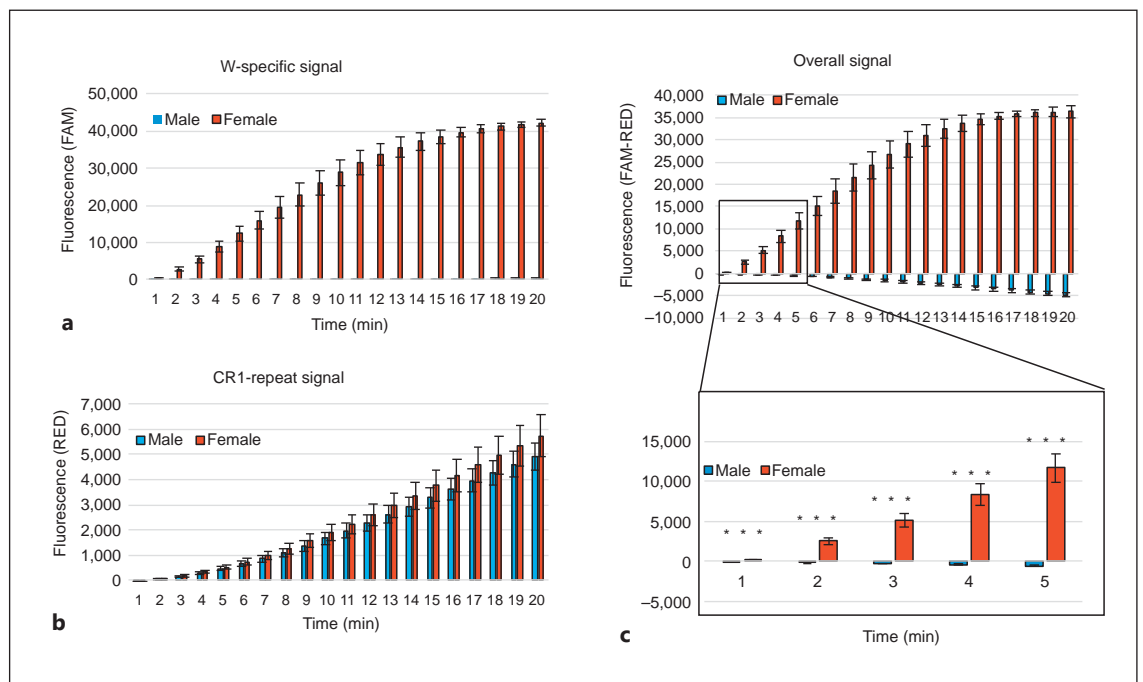 W-specific signal
Fluorescence (FAM)
50,000
40,000
30,000
20,000
10,000
0
Male Female
1 2 3 4 5 6 7 8 9 10 11 12 13 14 15 16 17 18 19 20
Time (min)
a
CR1-repeat signal
Fluorescence (RED)
7,000
6,000
5,000
4,000
3,000
2,000
1,000
0
Male Female
1 2 3 4 5 6 7 8 9 10 11 12 13 14 15 16 17 18 19 20
Time (min)
b
Overall signal
Fluorescence (FAM-RED)
40,000
35,000
30,000
25,000
20,000
15,000
10,000
5,000
0
–5,000
–10,000
Male Female
1 2 3 4 5 6 7 8 9 10 11 12 13 14 15 16 17 18 19 20
15,000
10,000
5,000
0
–5,000
Male Female
* * * * * * * * * * * * * * *
1 2 3 4 5
Time (min)
c